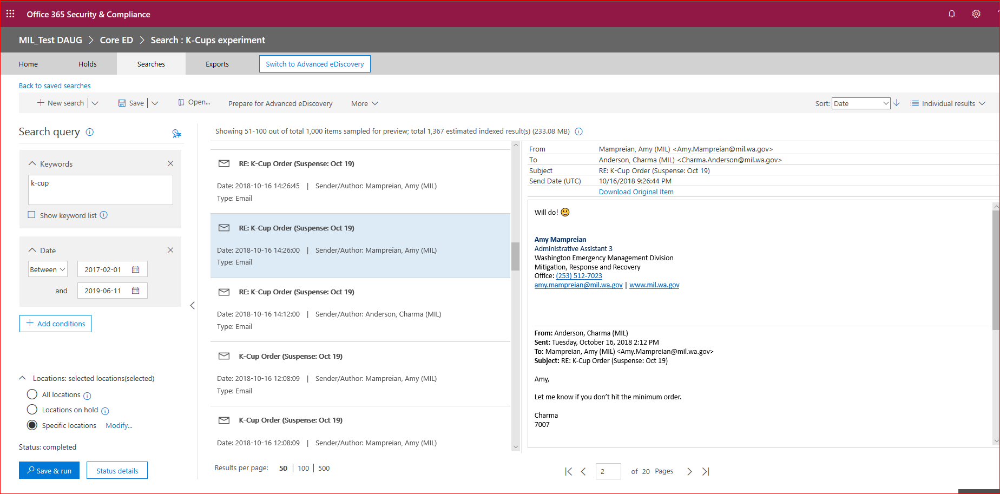 Office 365 Security & Compliance
MIL_Test DAUG > Core ED > Search : K-Cups experiment
Home Holds Searches Exports Switch to Advanced eDiscovery
Back to saved searches
New search Save Open... Prepare for Advanced eDiscovery More Sort: Date Individual results
Search query
Showing 51-100 out of total 1,000 items sampled for preview; total 1,367 estimated indexed result(s) (233.08 MB)
Keywords
k-cup
Show keyword list
Date
Between 2017-02-01
and 2019-06-11
Add conditions
Locations: selected locations(selected)
All locations
Locations on hold
Specific locations Modify...
Status: completed
Save & run Status details
RE: K-Cup Order (Suspense: Oct 19)
Date: 2018-10-16 14:26:45 | Sender/Author: Mampreian, Amy (MIL)
Type: Email
RE: K-Cup Order (Suspense: Oct 19)
Date: 2018-10-16 14:26:00 | Sender/Author: Mampreian, Amy (MIL)
Type: Email
RE: K-Cup Order (Suspense: Oct 19)
Date: 2018-10-16 14:12:00 | Sender/Author: Anderson, Charma (MIL)
Type: Email
K-Cup Order (Suspense: Oct 19)
Date: 2018-10-16 12:08:09 | Sender/Author: Mampreian, Amy (MIL)
Type: Email
K-Cup Order (Suspense: Oct 19)
Date: 2018-10-16 12:08:09 | Sender/Author: Mampreian, Amy (MIL)
Results per page: 50 | 100 | 500
From Mampreian, Amy (MIL) <Amy.Mampreian@mil.wa.gov>
To Anderson, Charma (MIL) <Charma.Anderson@mil.wa.gov>
Subject RE: K-Cup Order (Suspense: Oct 19)
Send Date (UTC) 10/16/2018 9:26:44 PM
Download Original Item
Will do! 😃
Amy Mampreian
Administrative Assistant 3
Washington Emergency Management Division
Mitigation, Response and Recovery
Office: (253) 512-7023
amy.mampreian@mil.wa.gov | www.mil.wa.gov
From: Anderson, Charma (MIL)
Sent: Tuesday, October 16, 2018 2:12 PM
To: Mampreian, Amy (MIL) <Amy.Mampreian@mil.wa.gov>
Subject: RE: K-Cup Order (Suspense: Oct 19)
Amy,
Let me know if you don’t hit the minimum order.
Charma
7007
2 of 20 Pages